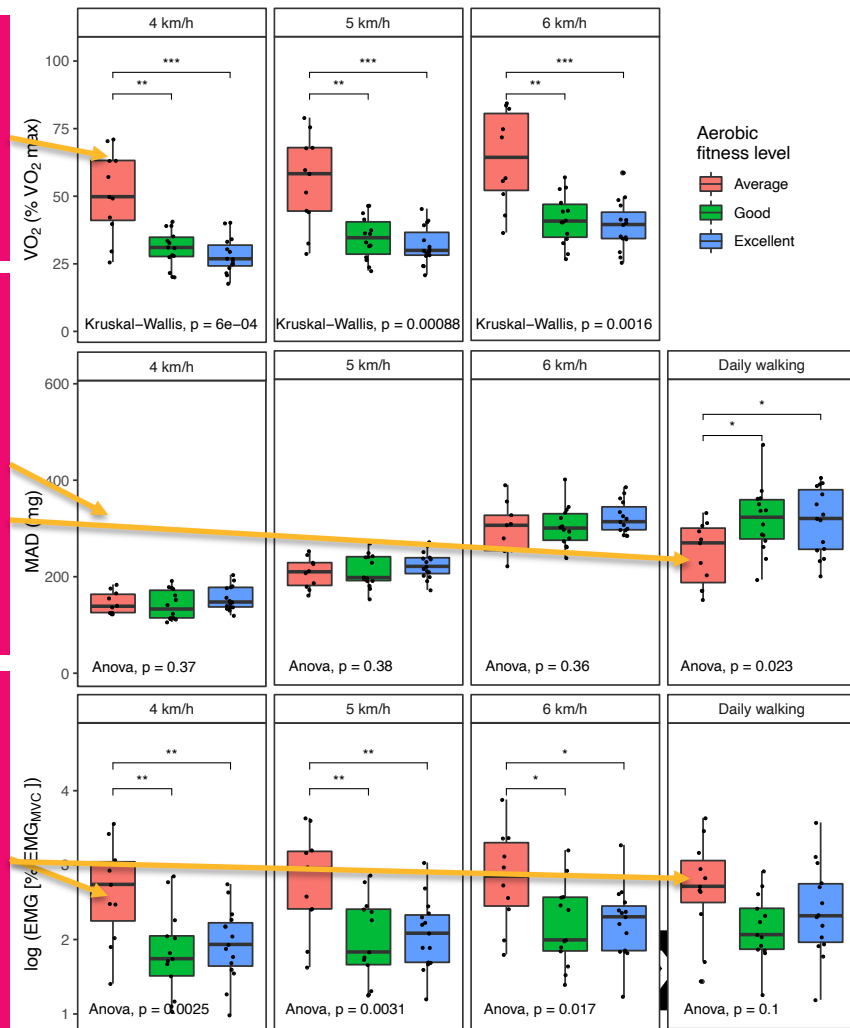 4 km/h
5 km/h
6 km/h
VO2 (% VO2 max)
100
75
50
25
0
***
**
***
**
***
**
Kruskal-Wallis, p = 6e-04
Kruskal-Wallis, p = 0.00088
Kruskal-Wallis, p = 0.0016
Aerobic
fitness level
Average
Good
Excellent
4 km/h
5 km/h
6 km/h
Daily walking
MAD (mg)
600
400
200
0
*
*
Anova, p = 0.37
Anova, p = 0.38
Anova, p = 0.36
Anova, p = 0.023
4 km/h
5 km/h
6 km/h
Daily walking
log (EMG [% EMGMVC ])
4
3
2
1
**
**
**
**
*
*
Anova, p = 0.0025
Anova, p = 0.0031
Anova, p = 0.017
Anova, p = 0.1